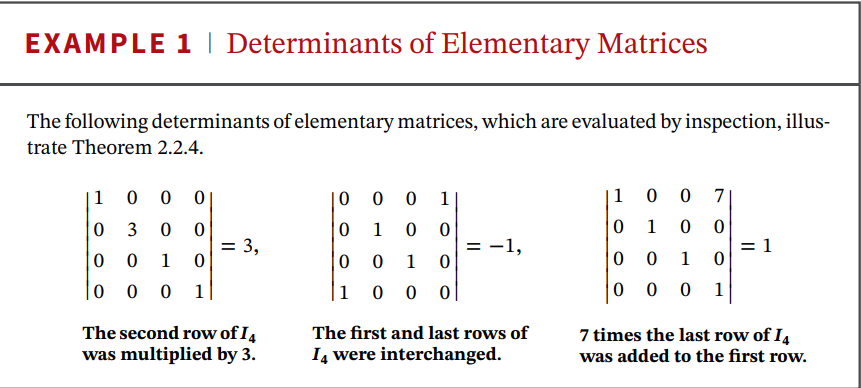 EXAMPLE 1 | Determinants of Elementary Matrices
The following determinants of elementary matrices, which are evaluated by inspection, illus-
trate Theorem 2.2.4.
|1 0 0 0| |0 0 0 1| |1 0 0 7|
|0 3 0 0| |0 1 0 0| |0 1 0 0|
= 3, = −1, = 1
|0 0 1 0| |0 0 1 0| |0 0 1 0|
|0 0 0 1| |1 0 0 0| |0 0 0 1|
The second row of I₄ The first and last rows of 7 times the last row of I₄
was multiplied by 3. I₄ were interchanged. was added to the first row.